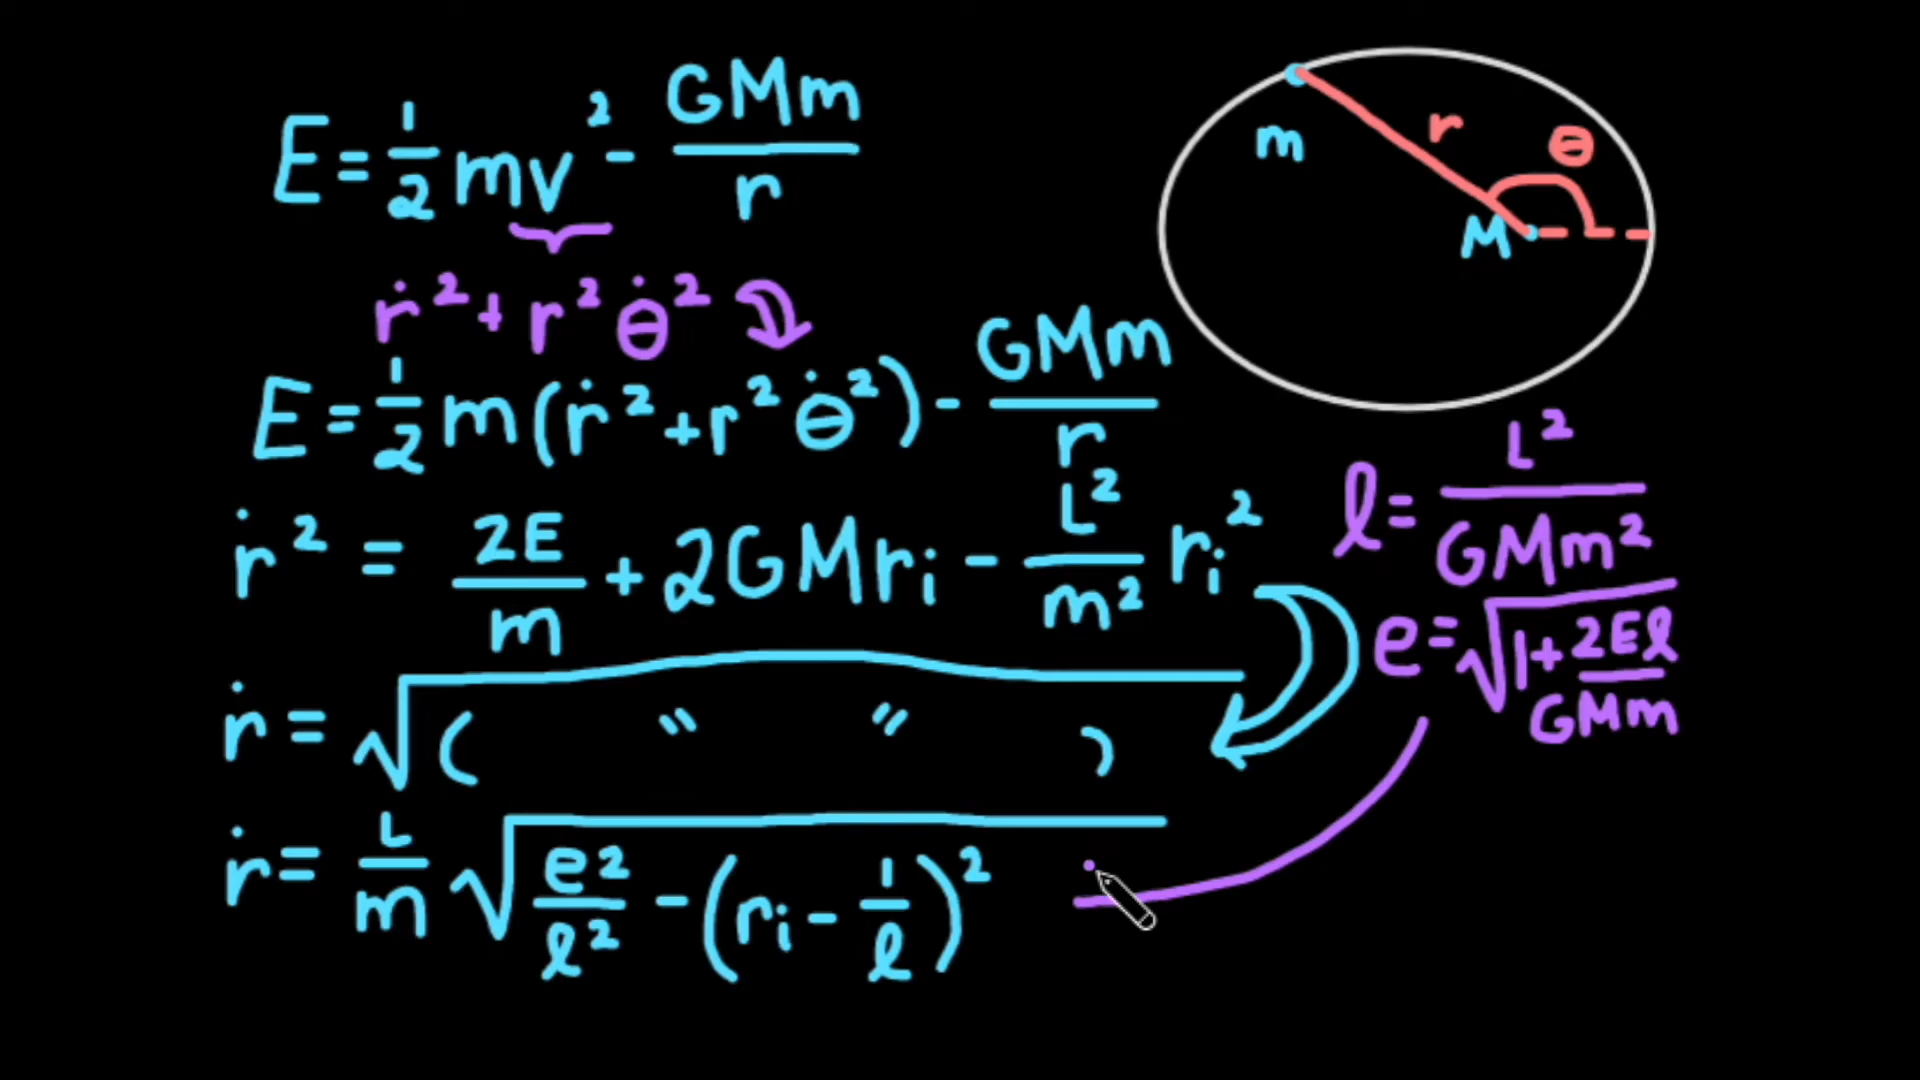 E = 1/2 mv² - GMm/r
ṙ² + r²θ̇²
E = 1/2 m(ṙ² + r²θ̇²) - GMm/r
ṙ² = 2E/m + 2GMrᵢ - L²/m² rᵢ²
ṙ = √( " " )
ṙ = L/m √(e²/ℓ² - (rᵢ - 1/ℓ)²)
m
r
θ
M
ℓ = L²/GMm²
e = √(1 + 2Eℓ/GMm)